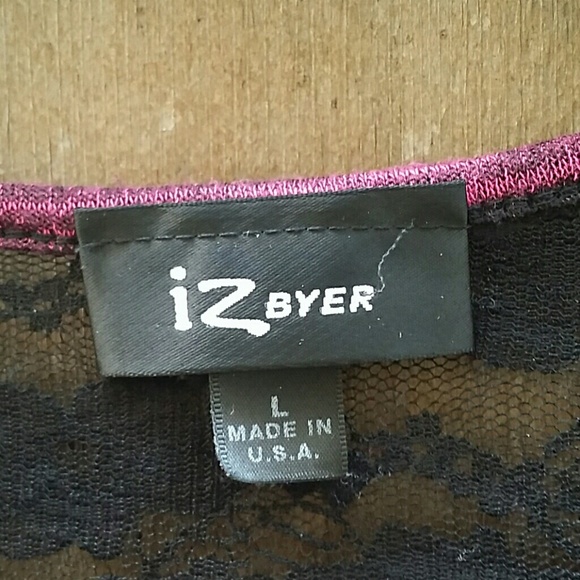 iz BYER
L
MADE IN
U.S.A.